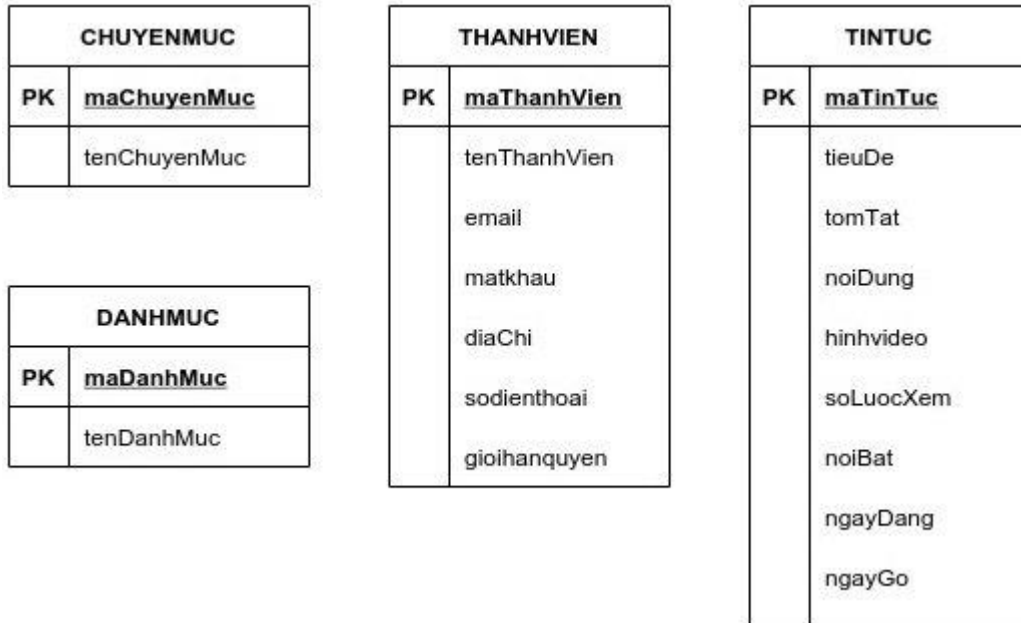 CHUYENMUC
PK maChuyenMuc
tenChuyenMuc
DANHMUC
PK maDanhMuc
tenDanhMuc
THANHVIEN
PK maThanhVien
tenThanhVien
email
matkhau
diaChi
sodienthoai
gioihanquyen
TINTUC
PK maTinTuc
tieuDe
tomTat
noiDung
hinhvideo
soLuocXem
noiBat
ngayDang
ngayGo